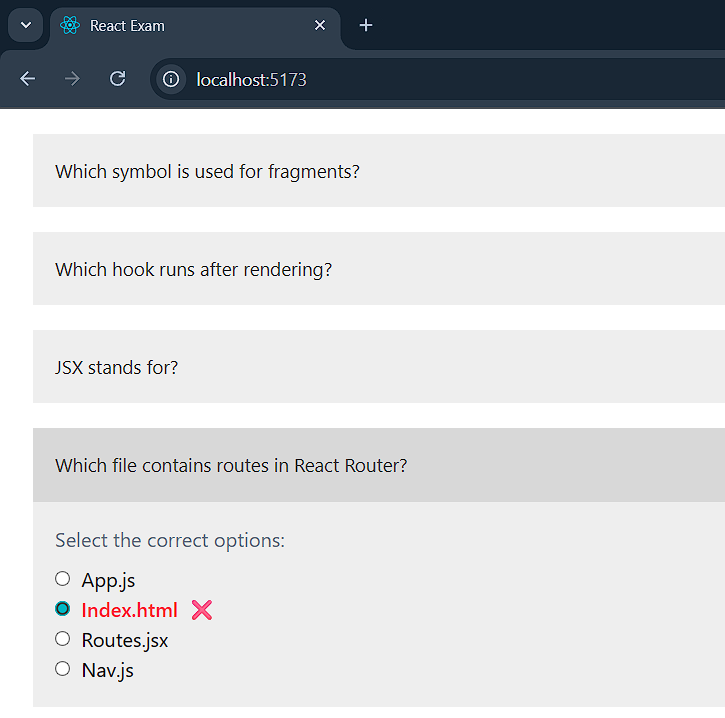 React Exam
localhost:5173
Which symbol is used for fragments?
Which hook runs after rendering?
JSX stands for?
Which file contains routes in React Router?
Select the correct options:
App.js
Index.html ❌
Routes.jsx
Nav.js